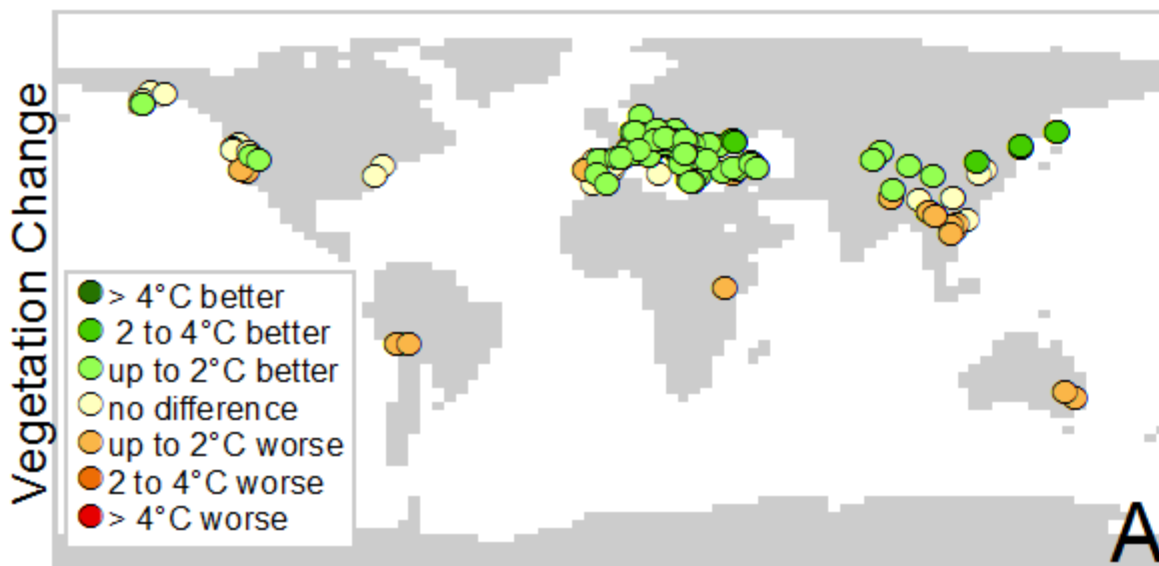 Vegetation Change
> 4°C better
2 to 4°C better
up to 2°C better
no difference
up to 2°C worse
2 to 4°C worse
> 4°C worse
A